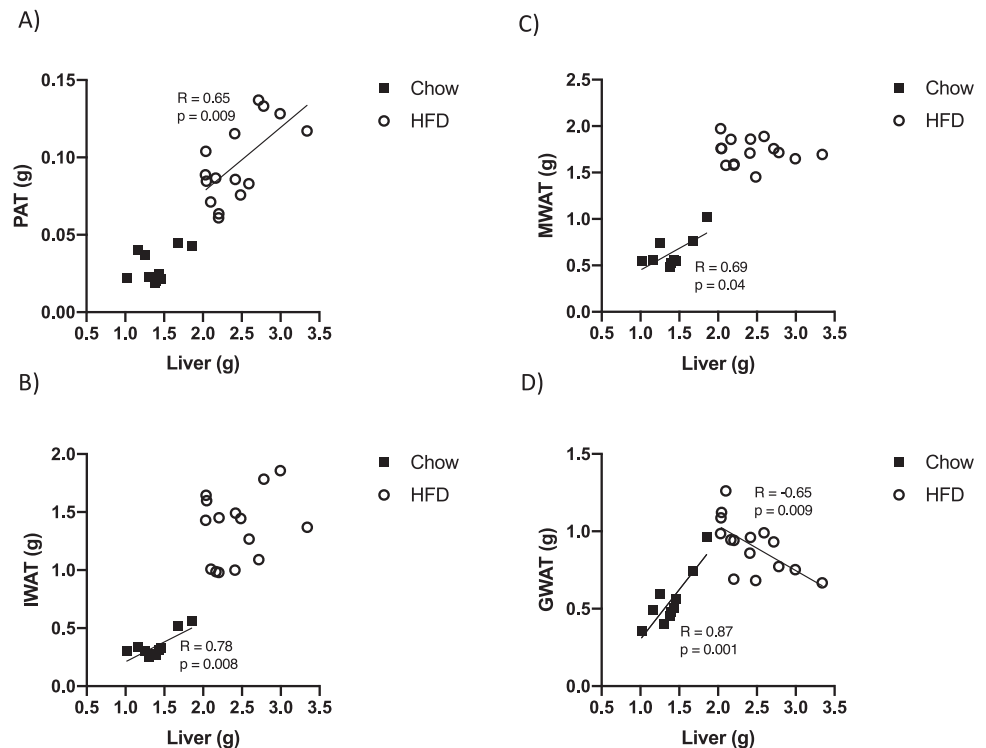 A)
PAT (g)
0.15
0.10
0.05
0.00
R = 0.65
p = 0.009
Chow
HFD
0.5 1.0 1.5 2.0 2.5 3.0 3.5
Liver (g)
B)
IWAT (g)
2.0
1.5
1.0
0.5
0.0
R = 0.78
p = 0.008
Chow
HFD
0.5 1.0 1.5 2.0 2.5 3.0 3.5
Liver (g)
C)
MWAT (g)
2.5
2.0
1.5
1.0
0.5
0.0
R = 0.69
p = 0.04
Chow
HFD
0.5 1.0 1.5 2.0 2.5 3.0 3.5
Liver (g)
D)
GWAT (g)
1.5
1.0
0.5
0.0
R = -0.65
p = 0.009
R = 0.87
p = 0.001
Chow
HFD
0.5 1.0 1.5 2.0 2.5 3.0 3.5
Liver (g)